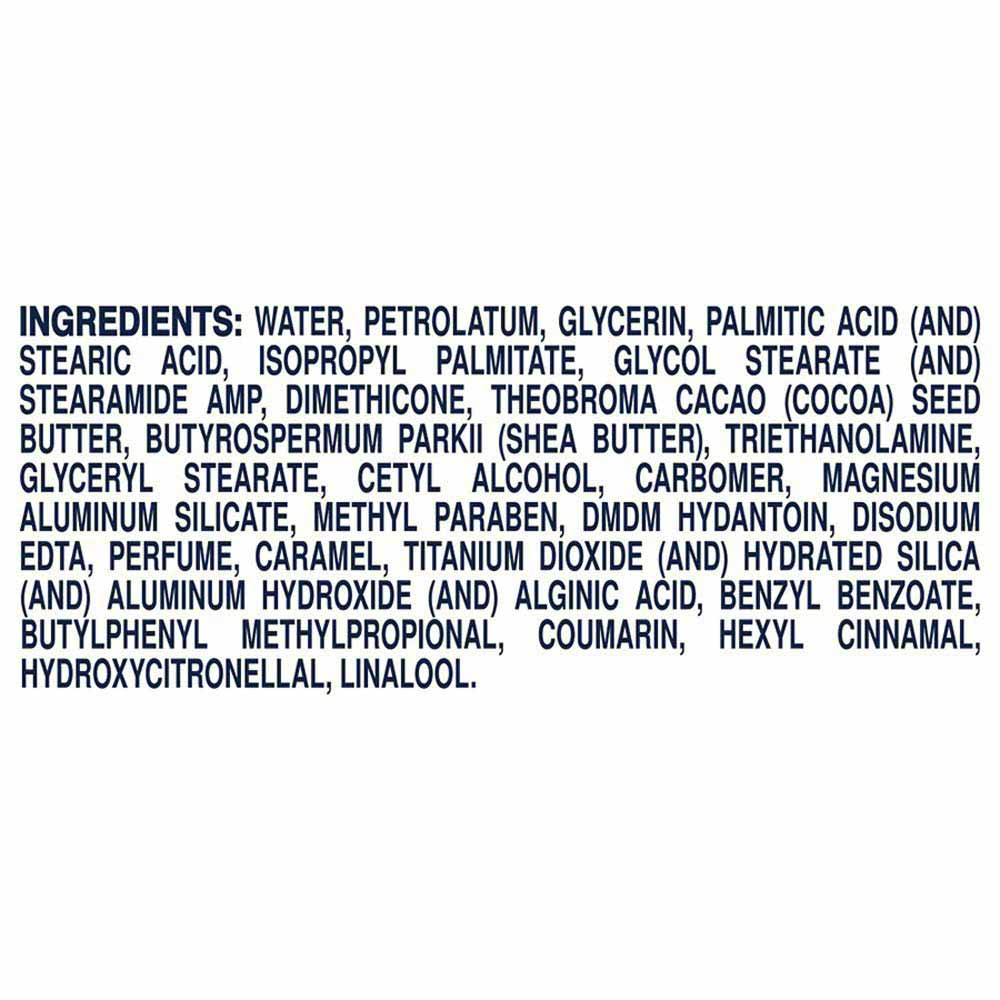 INGREDIENTS: WATER, PETROLATUM, GLYCERIN, PALMITIC ACID (AND)
STEARIC ACID, ISOPROPYL PALMITATE, GLYCOL STEARATE (AND)
STEARAMIDE AMP, DIMETHICONE, THEOBROMA CACAO (COCOA) SEED
BUTTER, BUTYROSPERMUM PARKII (SHEA BUTTER), TRIETHANOLAMINE,
GLYCERYL STEARATE, CETYL ALCOHOL, CARBOMER, MAGNESIUM
ALUMINUM SILICATE, METHYL PARABEN, DMDM HYDANTOIN, DISODIUM
EDTA, PERFUME, CARAMEL, TITANIUM DIOXIDE (AND) HYDRATED SILICA
(AND) ALUMINUM HYDROXIDE (AND) ALGINIC ACID, BENZYL BENZOATE,
BUTYLPHENYL METHYLPROPIONAL, COUMARIN, HEXYL CINNAMAL,
HYDROXYCITRONELLAL, LINALOOL.